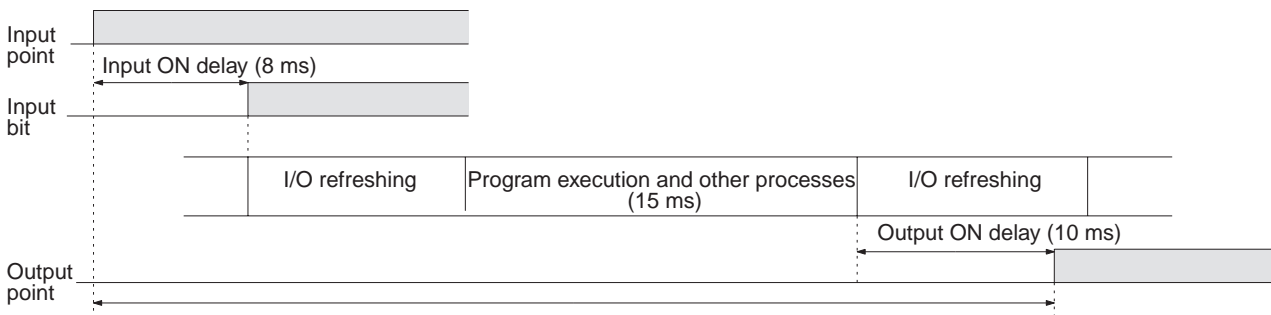 Input
point
Input ON delay (8 ms)
Input
bit
I/O refreshing
Program execution and other processes
(15 ms)
I/O refreshing
Output ON delay (10 ms)
Output
point